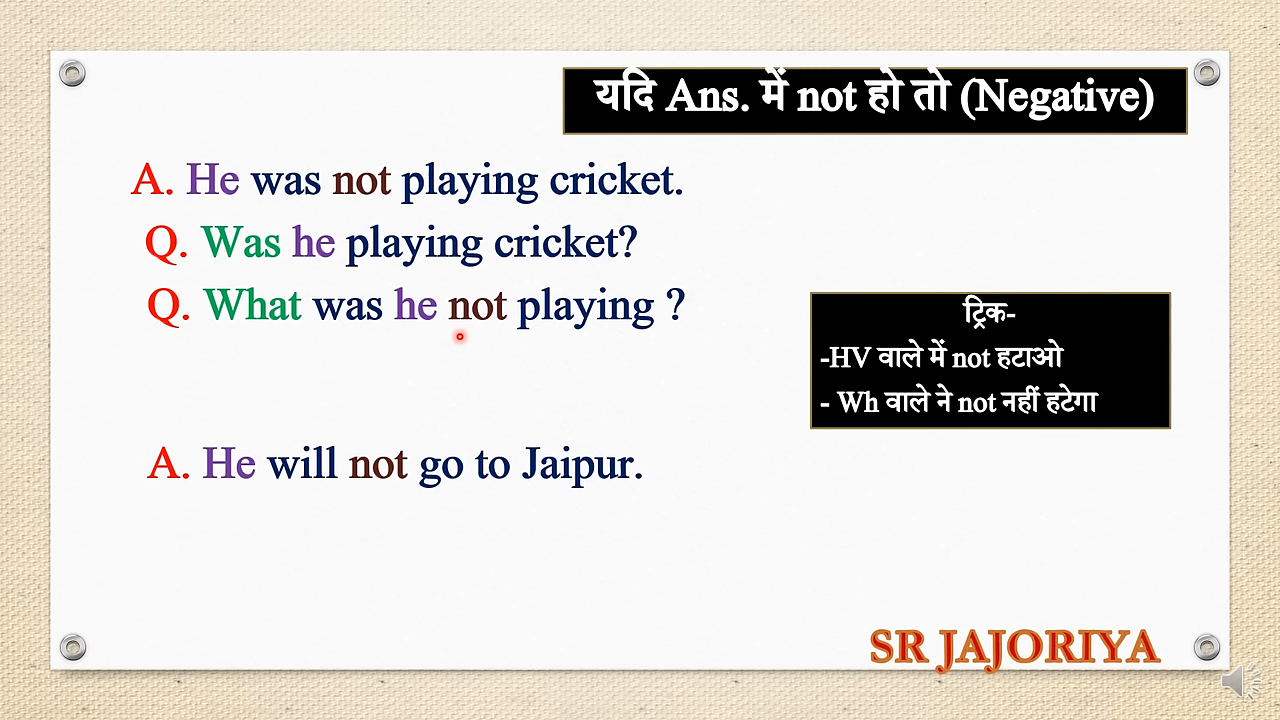 यदि Ans. में not हो तो (Negative)
A. He was not playing cricket.
Q. Was he playing cricket?
Q. What was he not playing ?
ट्रिक-
-HV वाले में not हटाओ
- Wh वाले ने not नहीं हटेगा
A. He will not go to Jaipur.
SR JAJORIYA